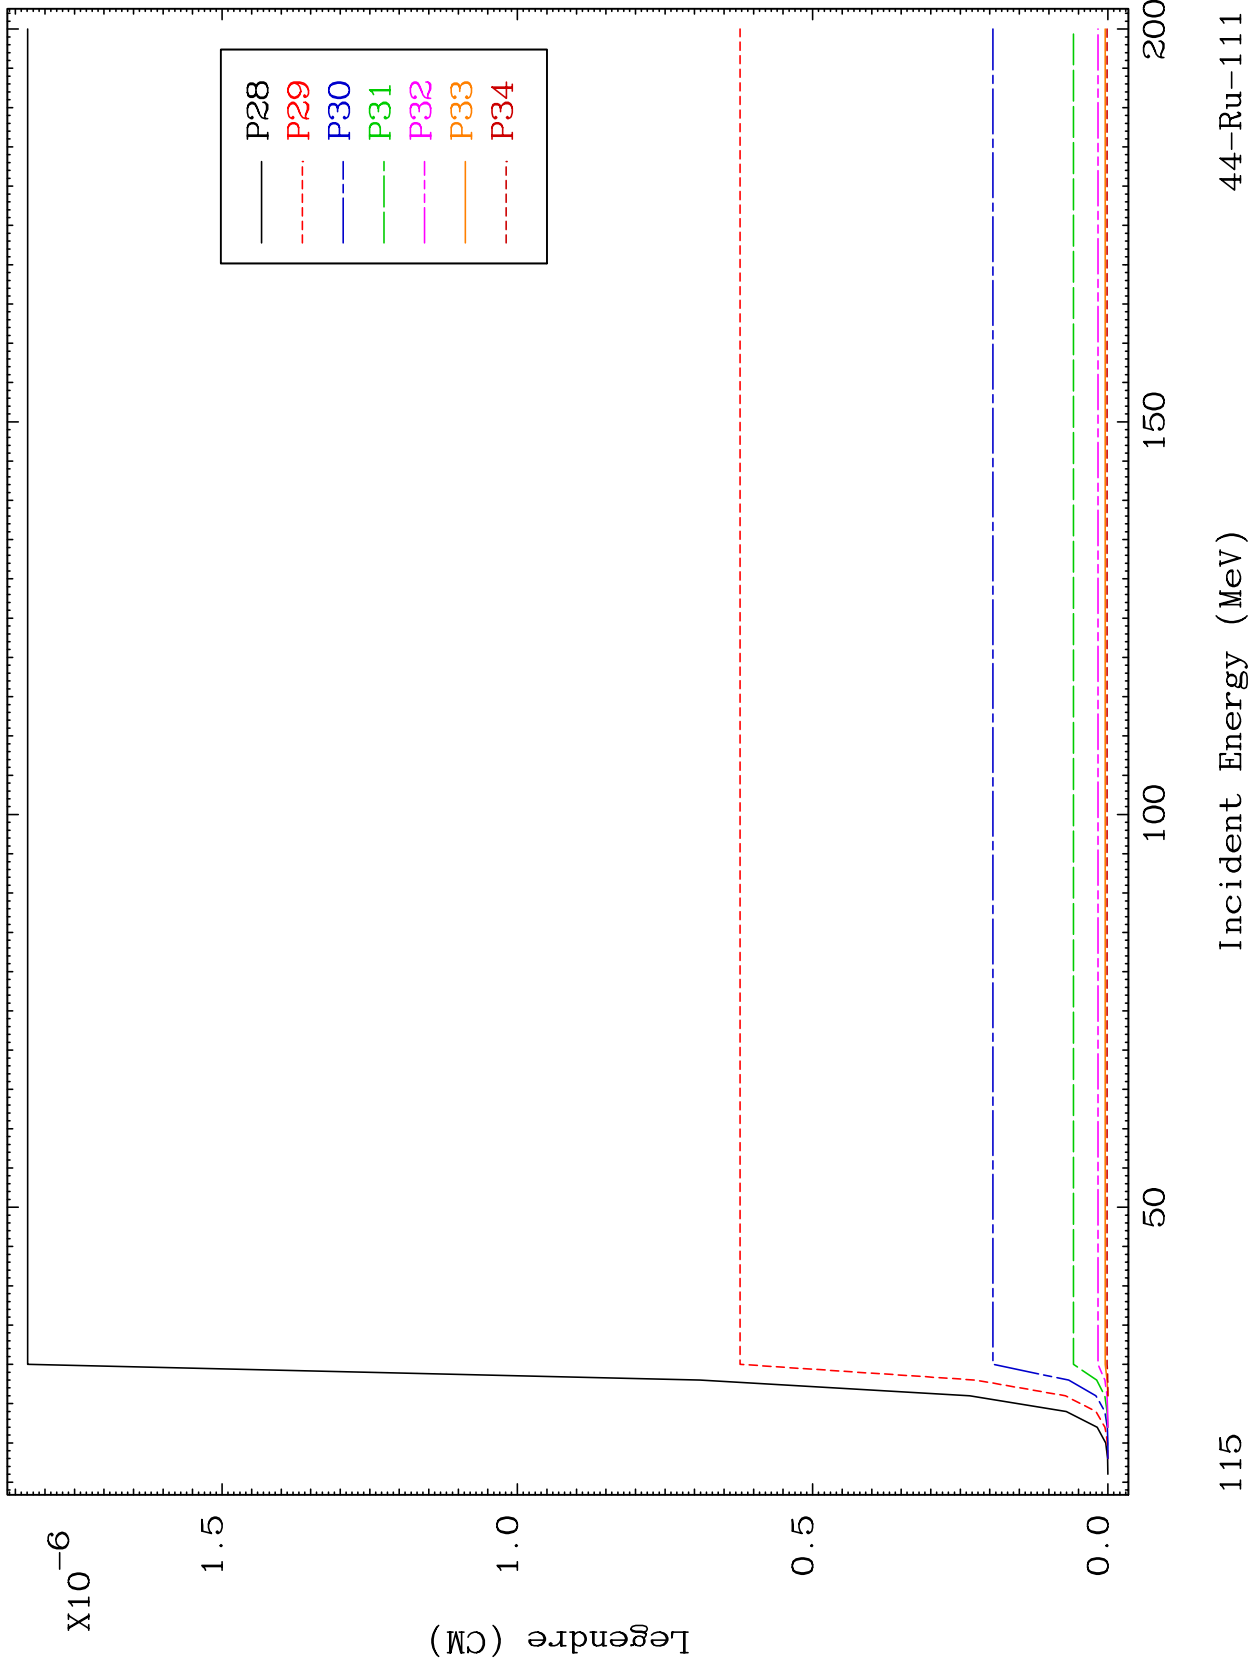 X10-6
1.5
1.0
0.5
0.0
Legendre (CM)
P28
P29
P30
P31
P32
P33
P34
50
100
150
200
Incident Energy (MeV)
115
44-Ru-111